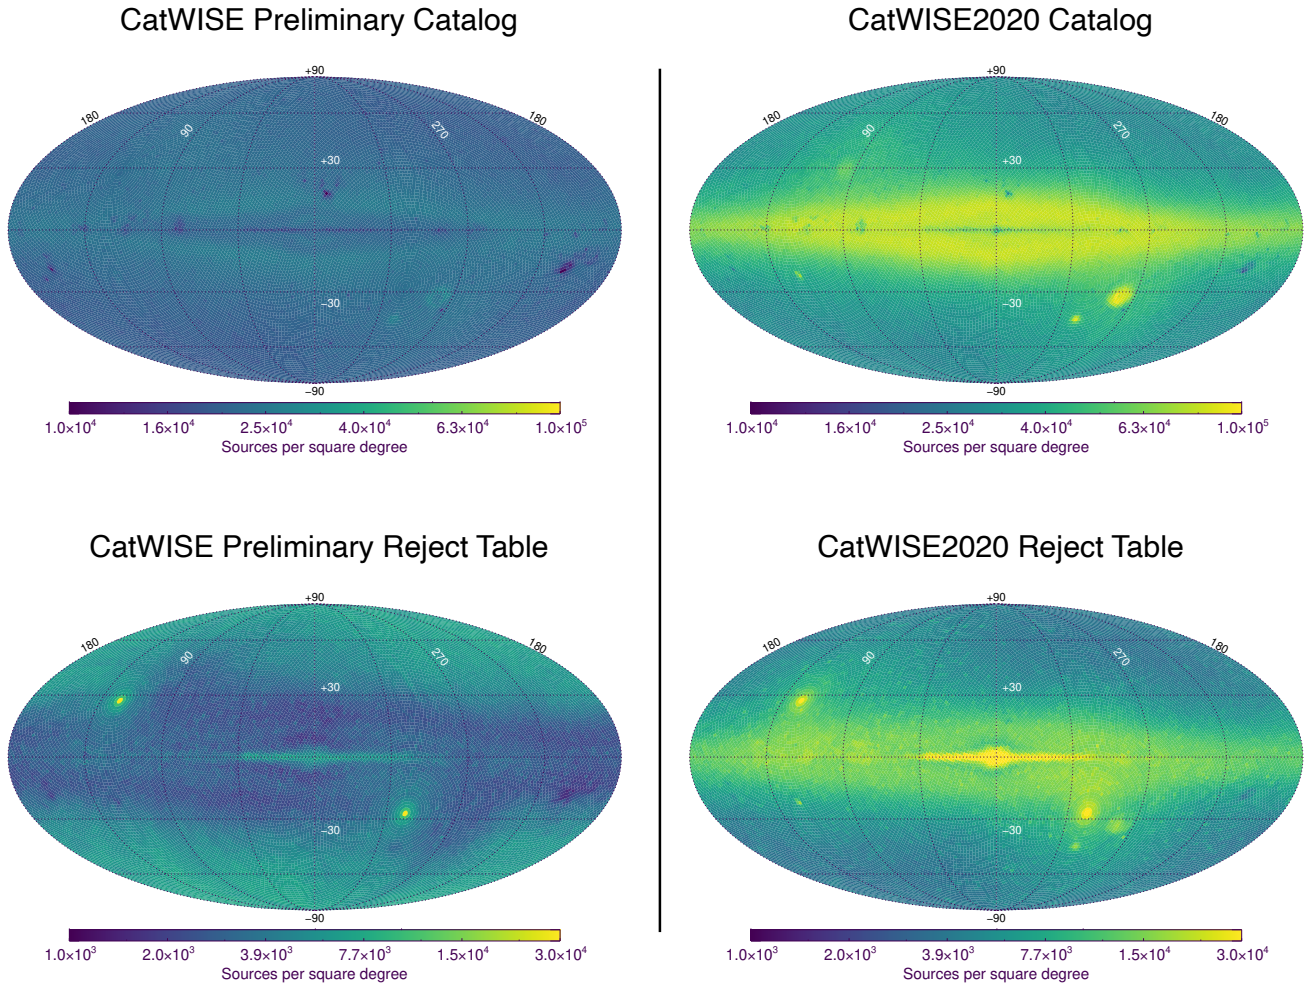 CatWISE Preliminary Catalog
+90
180
90
270
180
+30
−30
−90
1.0×10⁴ 1.6×10⁴ 2.5×10⁴ 4.0×10⁴ 6.3×10⁴ 1.0×10⁵
Sources per square degree
CatWISE2020 Catalog
+90
180
90
270
180
+30
−30
−90
1.0×10⁴ 1.6×10⁴ 2.5×10⁴ 4.0×10⁴ 6.3×10⁴ 1.0×10⁵
Sources per square degree
CatWISE Preliminary Reject Table
+90
180
90
270
180
+30
−30
−90
1.0×10³ 2.0×10³ 3.9×10³ 7.7×10³ 1.5×10⁴ 3.0×10⁴
Sources per square degree
CatWISE2020 Reject Table
+90
180
90
270
180
+30
−30
−90
1.0×10³ 2.0×10³ 3.9×10³ 7.7×10³ 1.5×10⁴ 3.0×10⁴
Sources per square degree